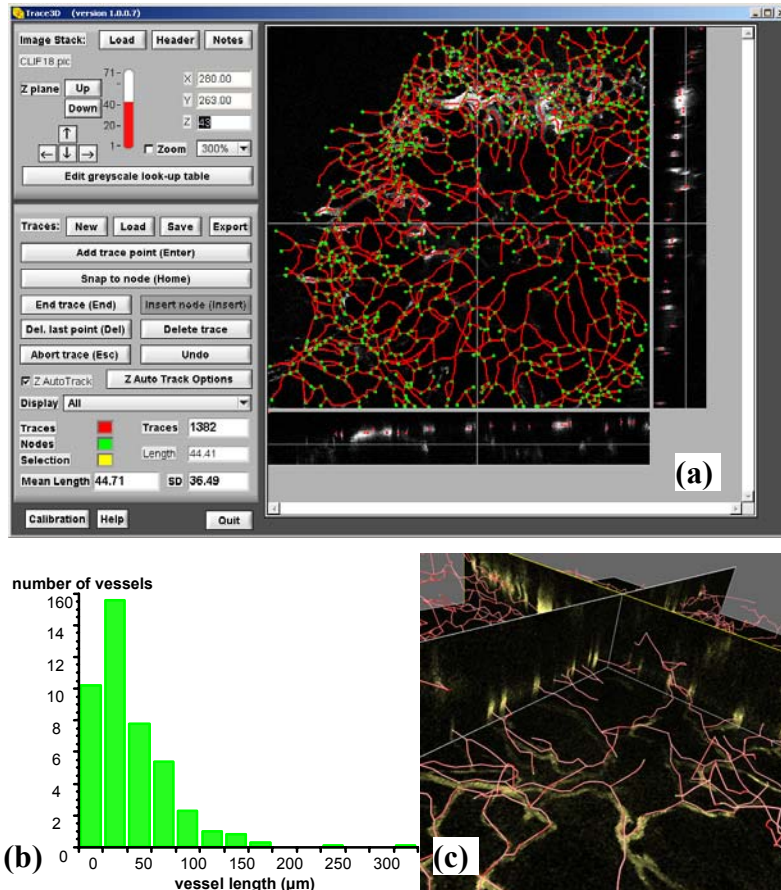 Trace3D (version 1.0.0.7)
Image Stack: Load Header Notes
CLIF18.pic
Z plane Up Down
71-
40-
20-
1-
X 280.00
Y 263.00
Z 43
Zoom 300%
Edit greyscale look-up table
Traces: New Load Save Export
Add trace point (Enter)
Snap to node (Home)
End trace (End) Insert node (Insert)
Del. last point (Del) Delete trace
Abort trace (Esc) Undo
Z AutoTrack Z Auto Track Options
Display All
Traces Traces 1382
Nodes
Length 44.41
Selection
Mean Length 44.71 SD 36.49
Calibration Help Quit
(a)
number of vessels
160
14
12
10
8
6
4
2
0
0 50 100 150 200 250 300
vessel length (µm)
(b)
(c)